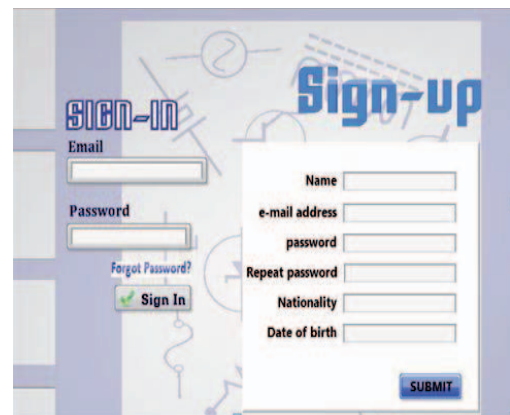 SIGN-IN
Email
Password
Forgot Password?
Sign In
Sign-up
Name
e-mail address
password
Repeat password
Nationality
Date of birth
SUBMIT